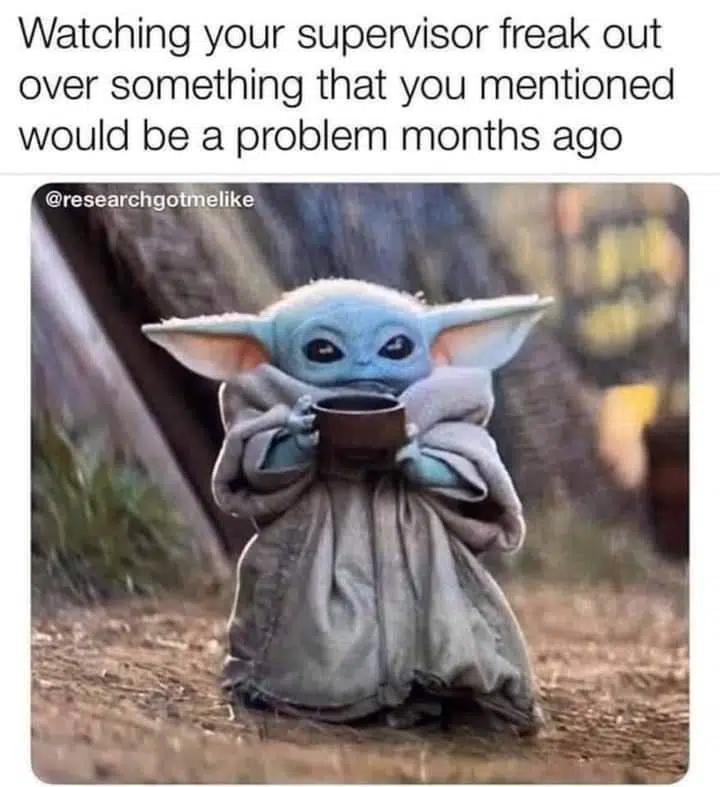 Watching your supervisor freak out
over something that you mentioned
would be a problem months ago
@researchgotmelike